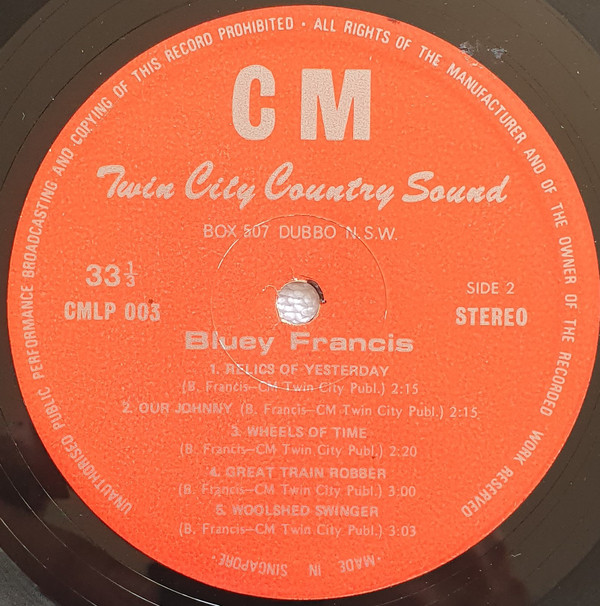 UNAUTHORISED PUBLIC PERFORMANCE BROADCASTING AND COPYING OF THIS RECORD PROHIBITED • ALL RIGHTS OF THE MANUFACTURER AND OF THE OWNER OF THE RECORDED WORK RESERVED
CM
Twin City Country Sound
BOX 507 DUBBO N.S.W.
33 1/3
SIDE 2
CMLP 003
STEREO
Bluey Francis
1. RELICS OF YESTERDAY
(B. Francis—CM Twin City Publ.) 2:15
2. OUR JOHNNY (B. Francis—CM Twin City Publ.) 2:15
3. WHEELS OF TIME
(B. Francis—CM Twin City Publ.) 2:20
4. GREAT TRAIN ROBBER
(B. Francis—CM Twin City Publ.) 3:00
5. WOOLSHED SWINGER
(B. Francis—CM Twin City Publ.) 3:03
• MADE IN SINGAPORE •